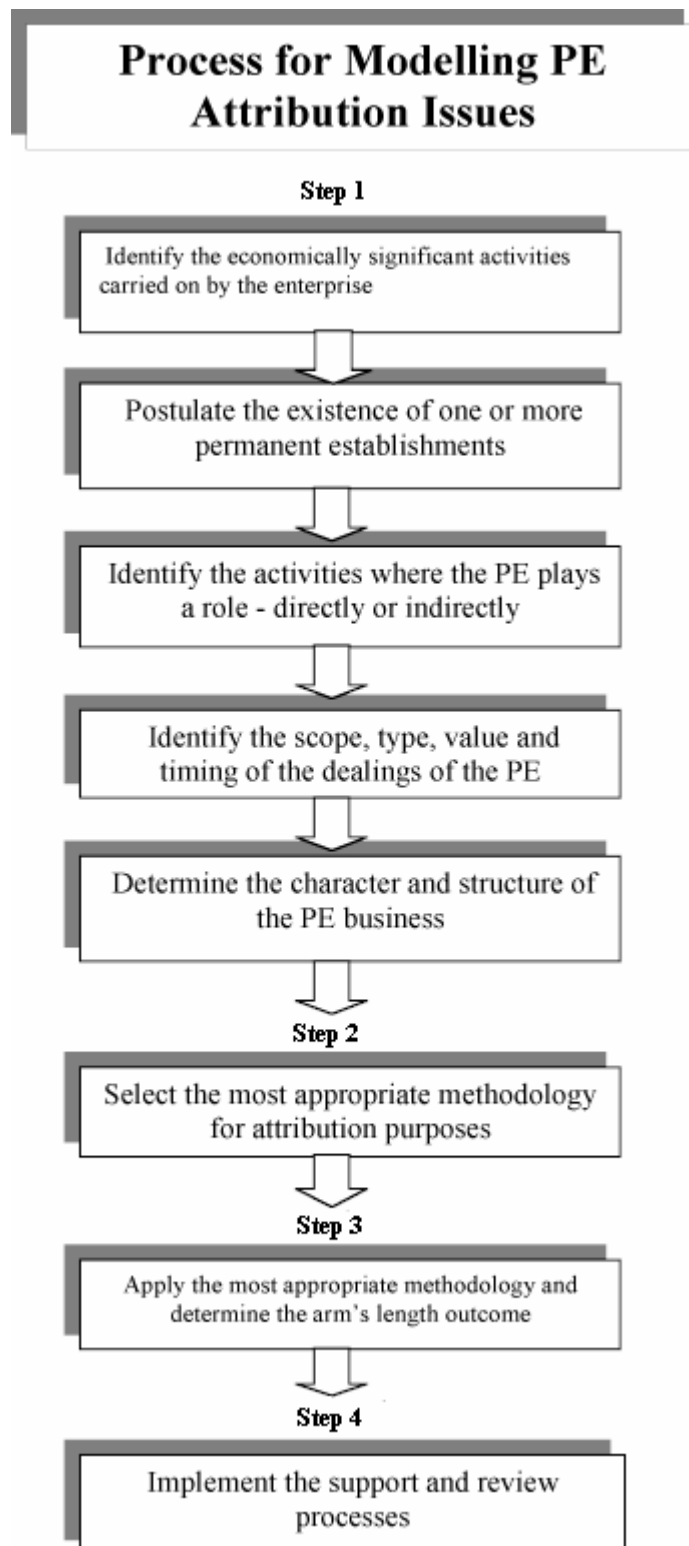 Process for Modelling PE
Attribution Issues
Step 1
Identify the economically significant activities
carried on by the enterprise
Postulate the existence of one or more
permanent establishments
Identify the activities where the PE plays
a role - directly or indirectly
Identify the scope, type, value and
timing of the dealings of the PE
Determine the character and structure of
the PE business
Step 2
Select the most appropriate methodology
for attribution purposes
Step 3
Apply the most appropriate methodology and
determine the arm's length outcome
Step 4
Implement the support and review
processes